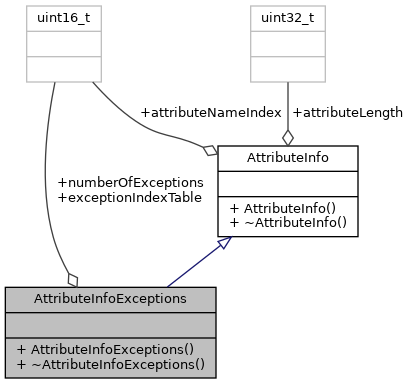 uint16_t
uint32_t
+attributeNameIndex
+attributeLength
AttributeInfo
+ AttributeInfo()
+ ~AttributeInfo()
+numberOfExceptions
+exceptionIndexTable
AttributeInfoExceptions
+ AttributeInfoExceptions()
+ ~AttributeInfoExceptions()